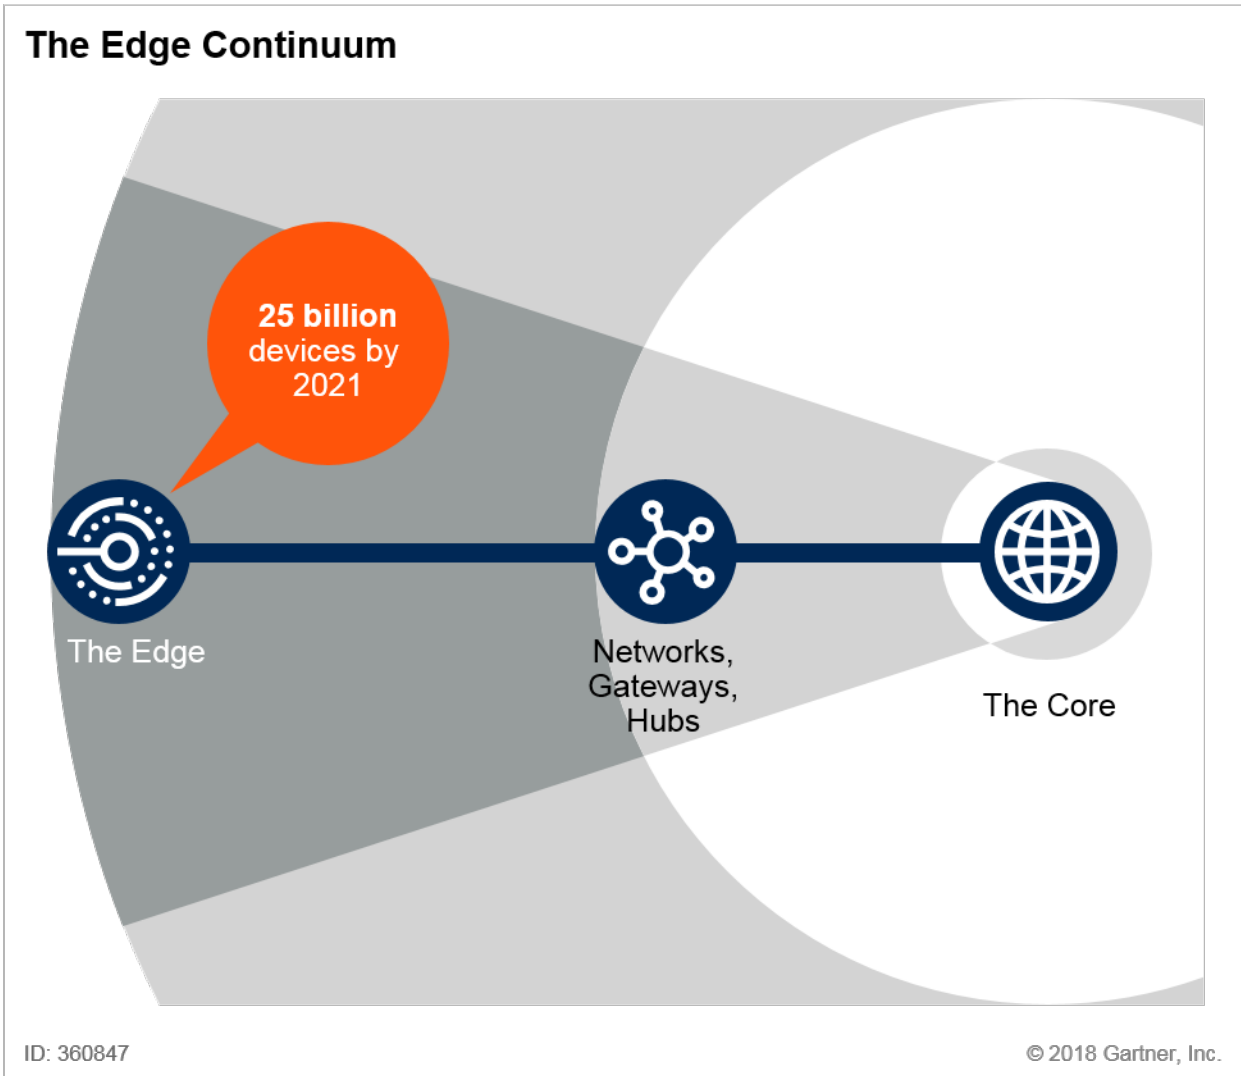 The Edge Continuum
25 billion
devices by
2021
The Edge
Networks,
Gateways,
Hubs
The Core
ID: 360847
© 2018 Gartner, Inc.